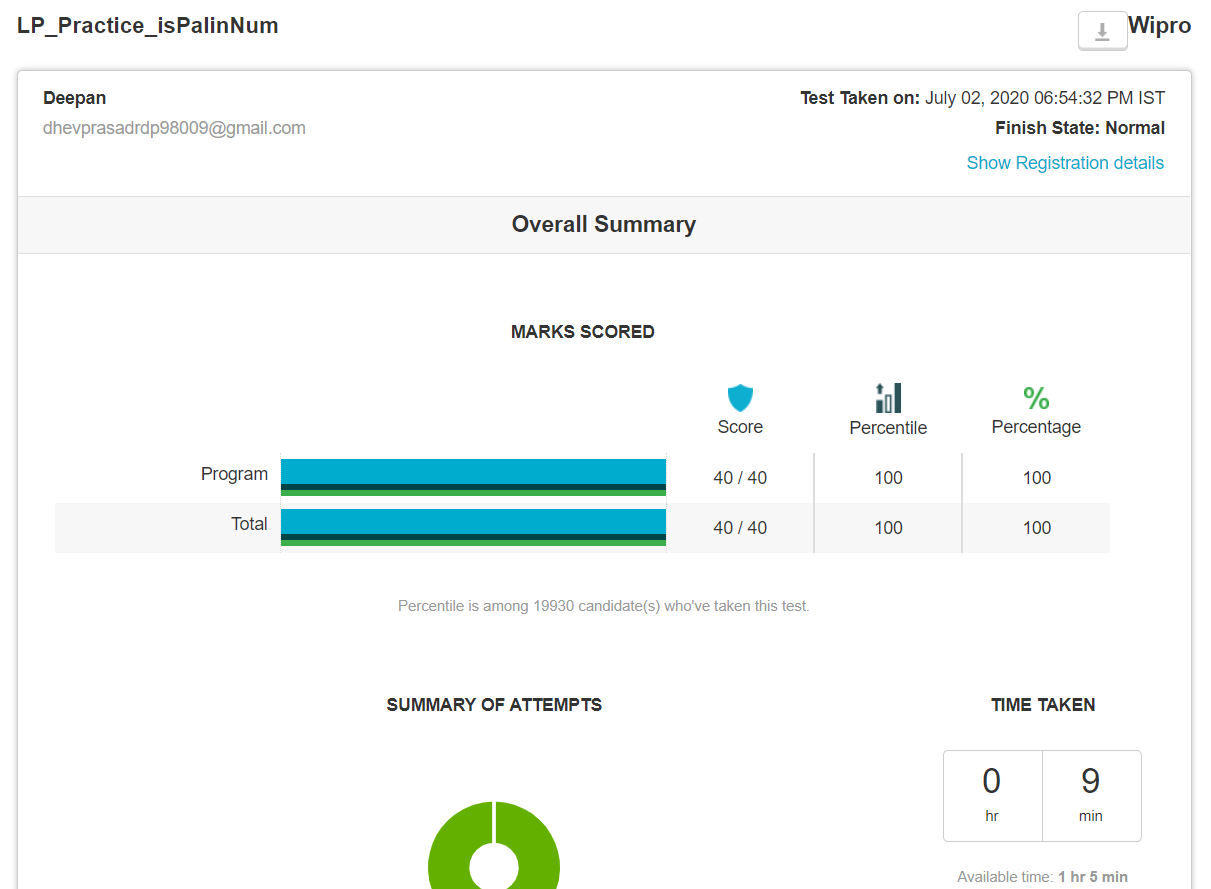 LP_Practice_isPalinNum
Wipro
Deepan
Test Taken on: July 02, 2020 06:54:32 PM IST
dhevprasadrdp98009@gmail.com
Finish State: Normal
Show Registration details
Overall Summary
MARKS SCORED
%
Score Percentile Percentage
Program 40 / 40 100 100
Total 40 / 40 100 100
Percentile is among 19930 candidate(s) who've taken this test.
SUMMARY OF ATTEMPTS
TIME TAKEN
0 9
hr min
Available time: 1 hr 5 min